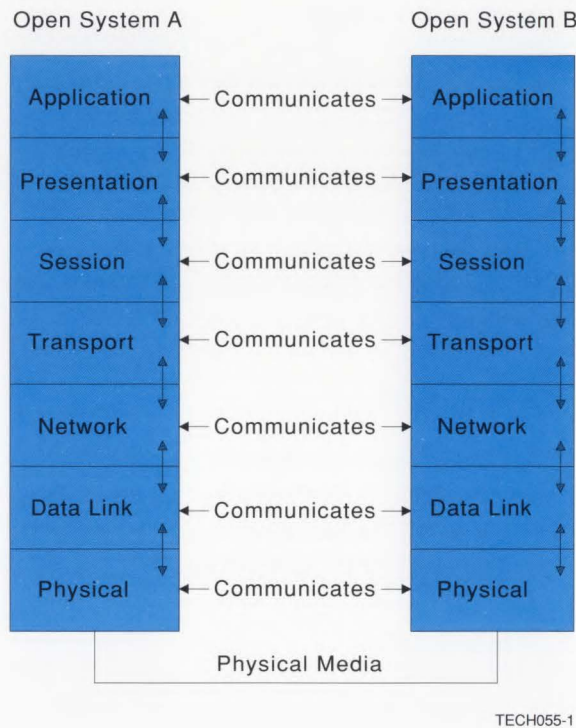 Open System A Open System B
Application Communicates Application
Presentation Communicates Presentation
Session Communicates Session
Transport Communicates Transport
Network Communicates Network
Data Link Communicates Data Link
Physical Communicates Physical
Physical Media
TECH055-1